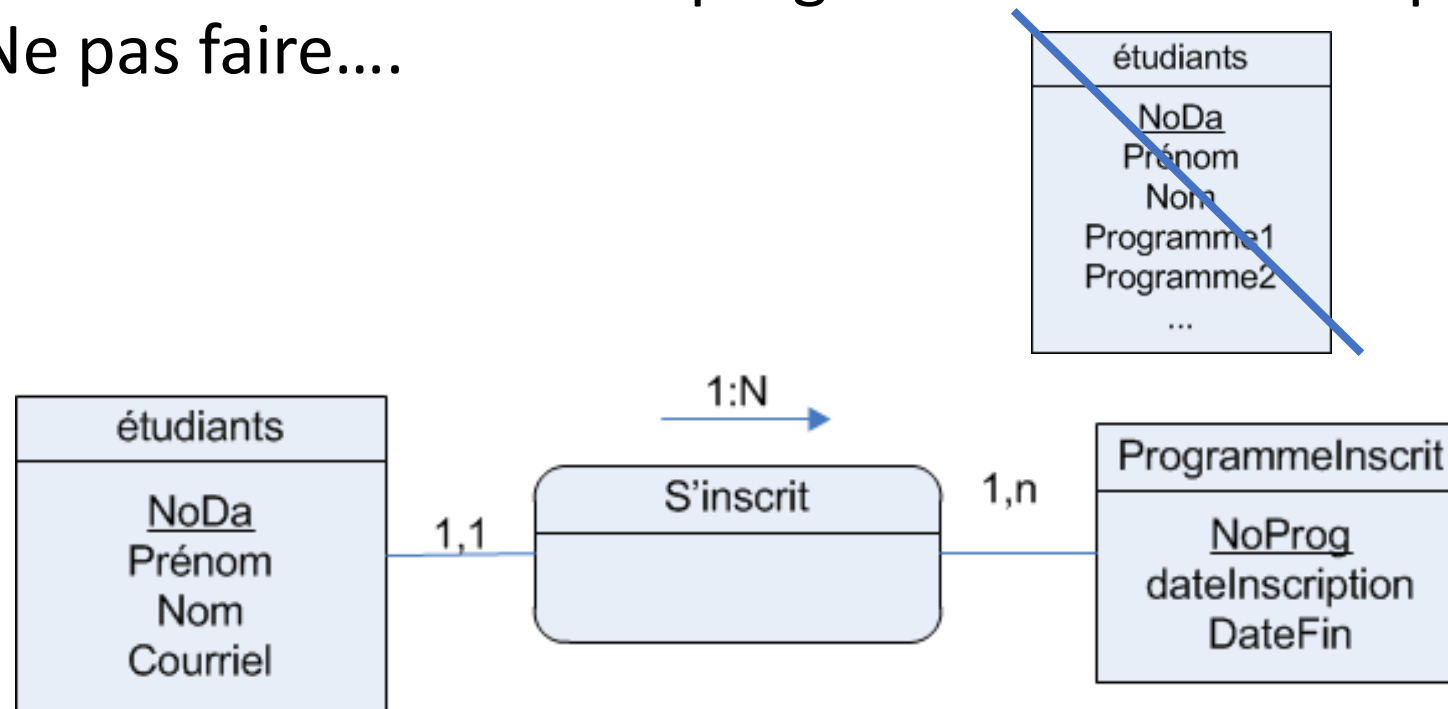 Ne pas faire....
étudiants
NoDa
Prénom
Nom
Programme1
Programme2
...
1:N
étudiants
NoDa
Prénom
Nom
Courriel
1,1
S'inscrit
1,n
ProgrammeInscrit
NoProg
dateInscription
DateFin